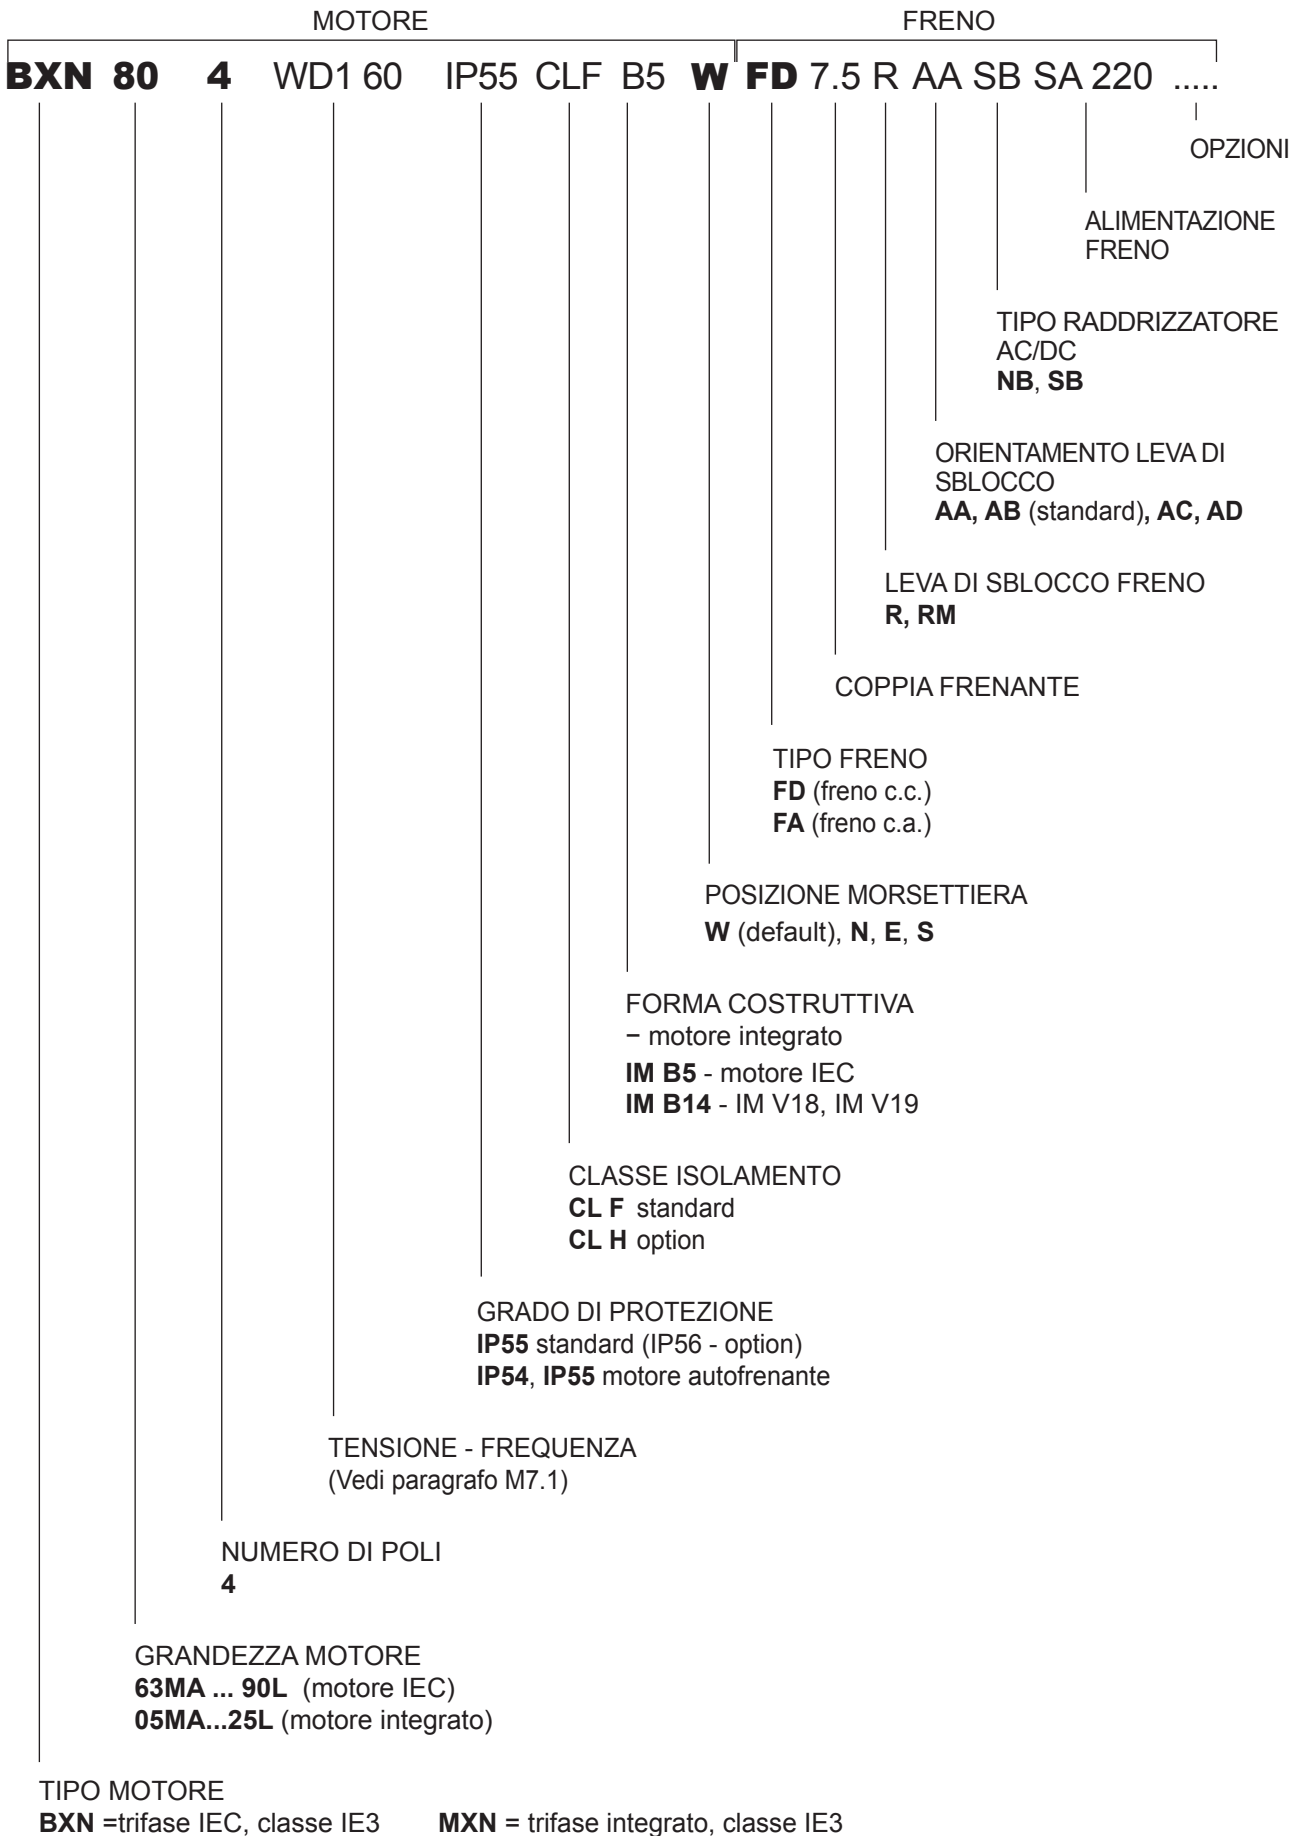 MOTORE FRENO
BXN 80 4 WD1 60 IP55 CLF B5 W FD 7.5 R AA SB SA 220 .....
OPZIONI
ALIMENTAZIONE
FRENO
TIPO RADDRIZZATORE
AC/DC
NB, SB
ORIENTAMENTO LEVA DI
SBLOCCO
AA, AB (standard), AC, AD
LEVA DI SBLOCCO FRENO
R, RM
COPPIA FRENANTE
TIPO FRENO
FD (freno c.c.)
FA (freno c.a.)
POSIZIONE MORSETTIERA
W (default), N, E, S
FORMA COSTRUTTIVA
− motore integrato
IM B5 - motore IEC
IM B14 - IM V18, IM V19
CLASSE ISOLAMENTO
CL F standard
CL H option
GRADO DI PROTEZIONE
IP55 standard (IP56 - option)
IP54, IP55 motore autofrenante
TENSIONE - FREQUENZA
(Vedi paragrafo M7.1)
NUMERO DI POLI
4
GRANDEZZA MOTORE
63MA ... 90L (motore IEC)
05MA...25L (motore integrato)
TIPO MOTORE
BXN =trifase IEC, classe IE3 MXN = trifase integrato, classe IE3